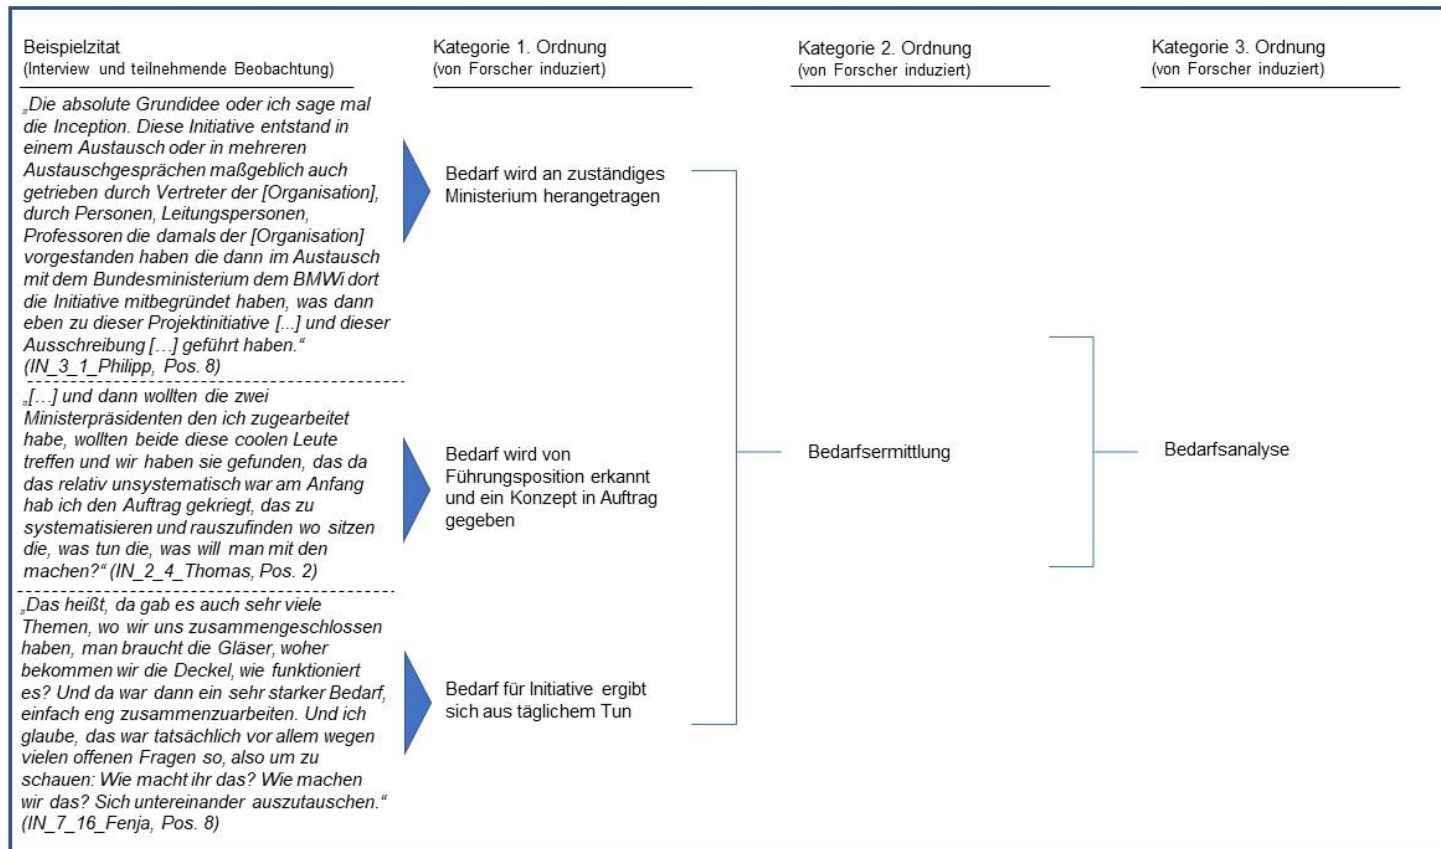 Beispielzitat
(Interview und teilnehmende Beobachtung)
Kategorie 1. Ordnung
(von Forscher induziert)
Kategorie 2. Ordnung
(von Forscher induziert)
Kategorie 3. Ordnung
(von Forscher induziert)
„Die absolute Grundidee oder ich sage mal
die Inception. Diese Initiative entstand in
einem Austausch oder in mehreren
Austauschgesprächen maßgeblich auch
getrieben durch Vertreter der [Organisation],
durch Personen, Leitungspersonen,
Professoren die damals der [Organisation]
vorgestanden haben die dann im Austausch
mit dem Bundesministerium dem BMWi dort
die Initiative mitbegründet haben, was dann
eben zu dieser Projektinitiative [...] und dieser
Ausschreibung […] geführt haben.“
(IN_3_1_Philipp, Pos. 8)
Bedarf wird an zuständiges
Ministerium herangetragen
„[…] und dann wollten die zwei
Ministerpräsidenten den ich zugearbeitet
habe, wollten beide diese coolen Leute
treffen und wir haben sie gefunden, das da
das relativ unsystematisch war am Anfang
hab ich den Auftrag gekriegt, das zu
systematisieren und rauszufinden wo sitzen
die, was tun die, was will man mit den
machen?“ (IN_2_4_Thomas, Pos. 2)
Bedarf wird von
Führungsposition erkannt
und ein Konzept in Auftrag
gegeben
Bedarfsermittlung
Bedarfsanalyse
„Das heißt, da gab es auch sehr viele
Themen, wo wir uns zusammengeschlossen
haben, man braucht die Gläser, woher
bekommen wir die Deckel, wie funktioniert
es? Und da war dann ein sehr starker Bedarf,
einfach eng zusammenzuarbeiten. Und ich
glaube, das war tatsächlich vor allem wegen
vielen offenen Fragen so, also um zu
schauen: Wie macht ihr das? Wie machen
wir das? Sich untereinander auszutauschen.“
(IN_7_16_Fenja, Pos. 8)
Bedarf für Initiative ergibt
sich aus täglichem Tun